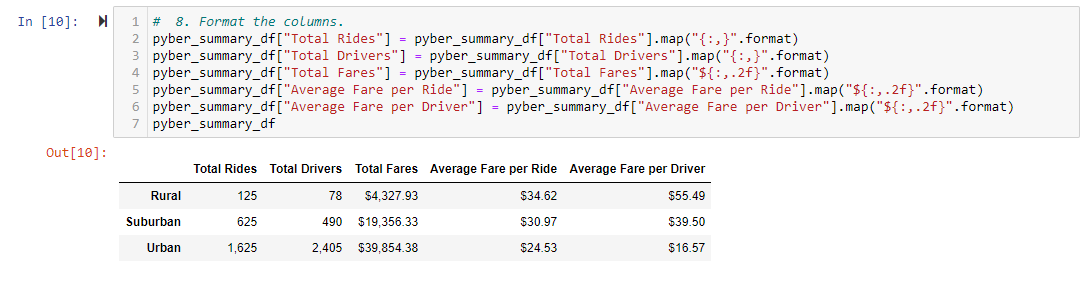 In [10]:
1 #  8. Format the columns.
2 pyber_summary_df["Total Rides"] = pyber_summary_df["Total Rides"].map("{:,}".format)
3 pyber_summary_df["Total Drivers"] = pyber_summary_df["Total Drivers"].map("{:,}".format)
4 pyber_summary_df["Total Fares"] = pyber_summary_df["Total Fares"].map("${:,.2f}".format)
5 pyber_summary_df["Average Fare per Ride"] = pyber_summary_df["Average Fare per Ride"].map("${:,.2f}".format)
6 pyber_summary_df["Average Fare per Driver"] = pyber_summary_df["Average Fare per Driver"].map("${:,.2f}".format)
7 pyber_summary_df
Out[10]:
Total Rides Total Drivers Total Fares Average Fare per Ride Average Fare per Driver
Rural 125 78 $4,327.93 $34.62 $55.49
Suburban 625 490 $19,356.33 $30.97 $39.50
Urban 1,625 2,405 $39,854.38 $24.53 $16.57